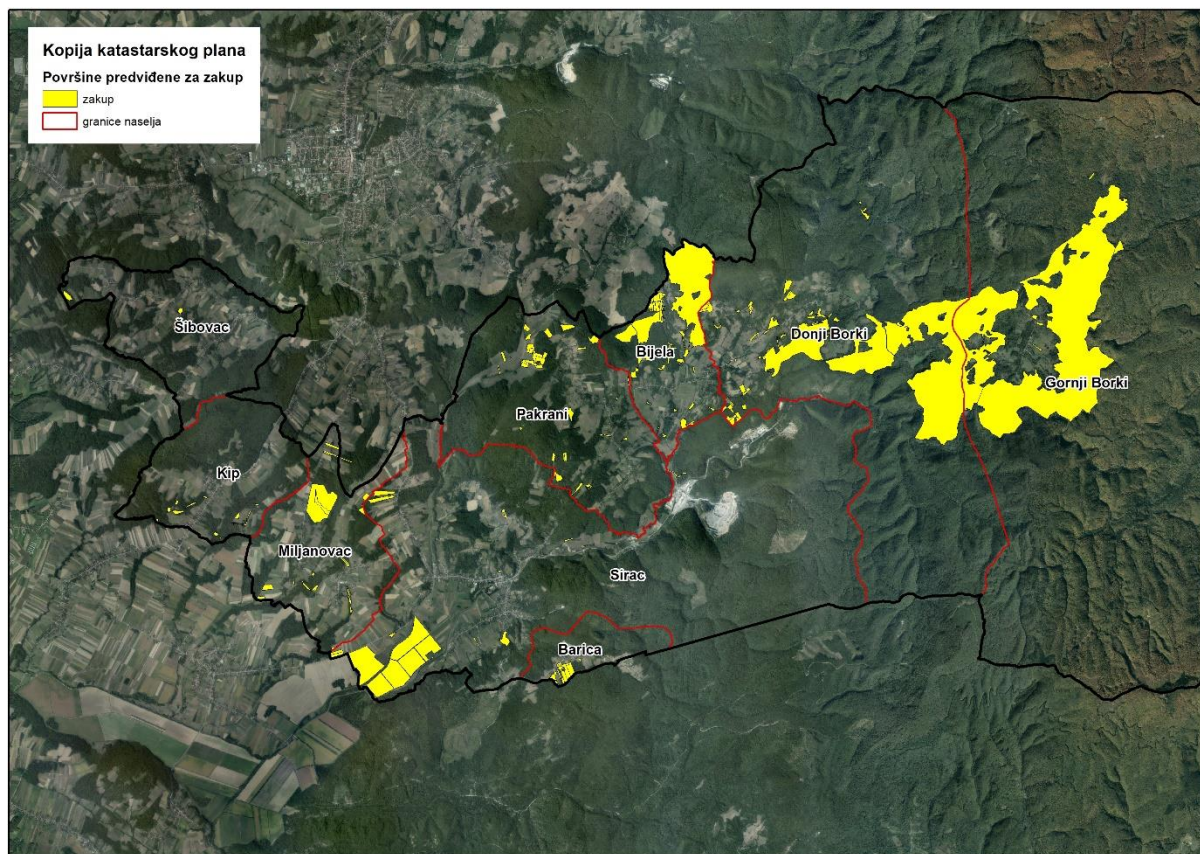 Kopija katastarskog plana
Površine predviđene za zakup
zakup
granice naselja
Šibovac
Bijela
Donji Borki
Gornji Borki
Pakrani
Kip
Miljanovac
Sirac
Barica